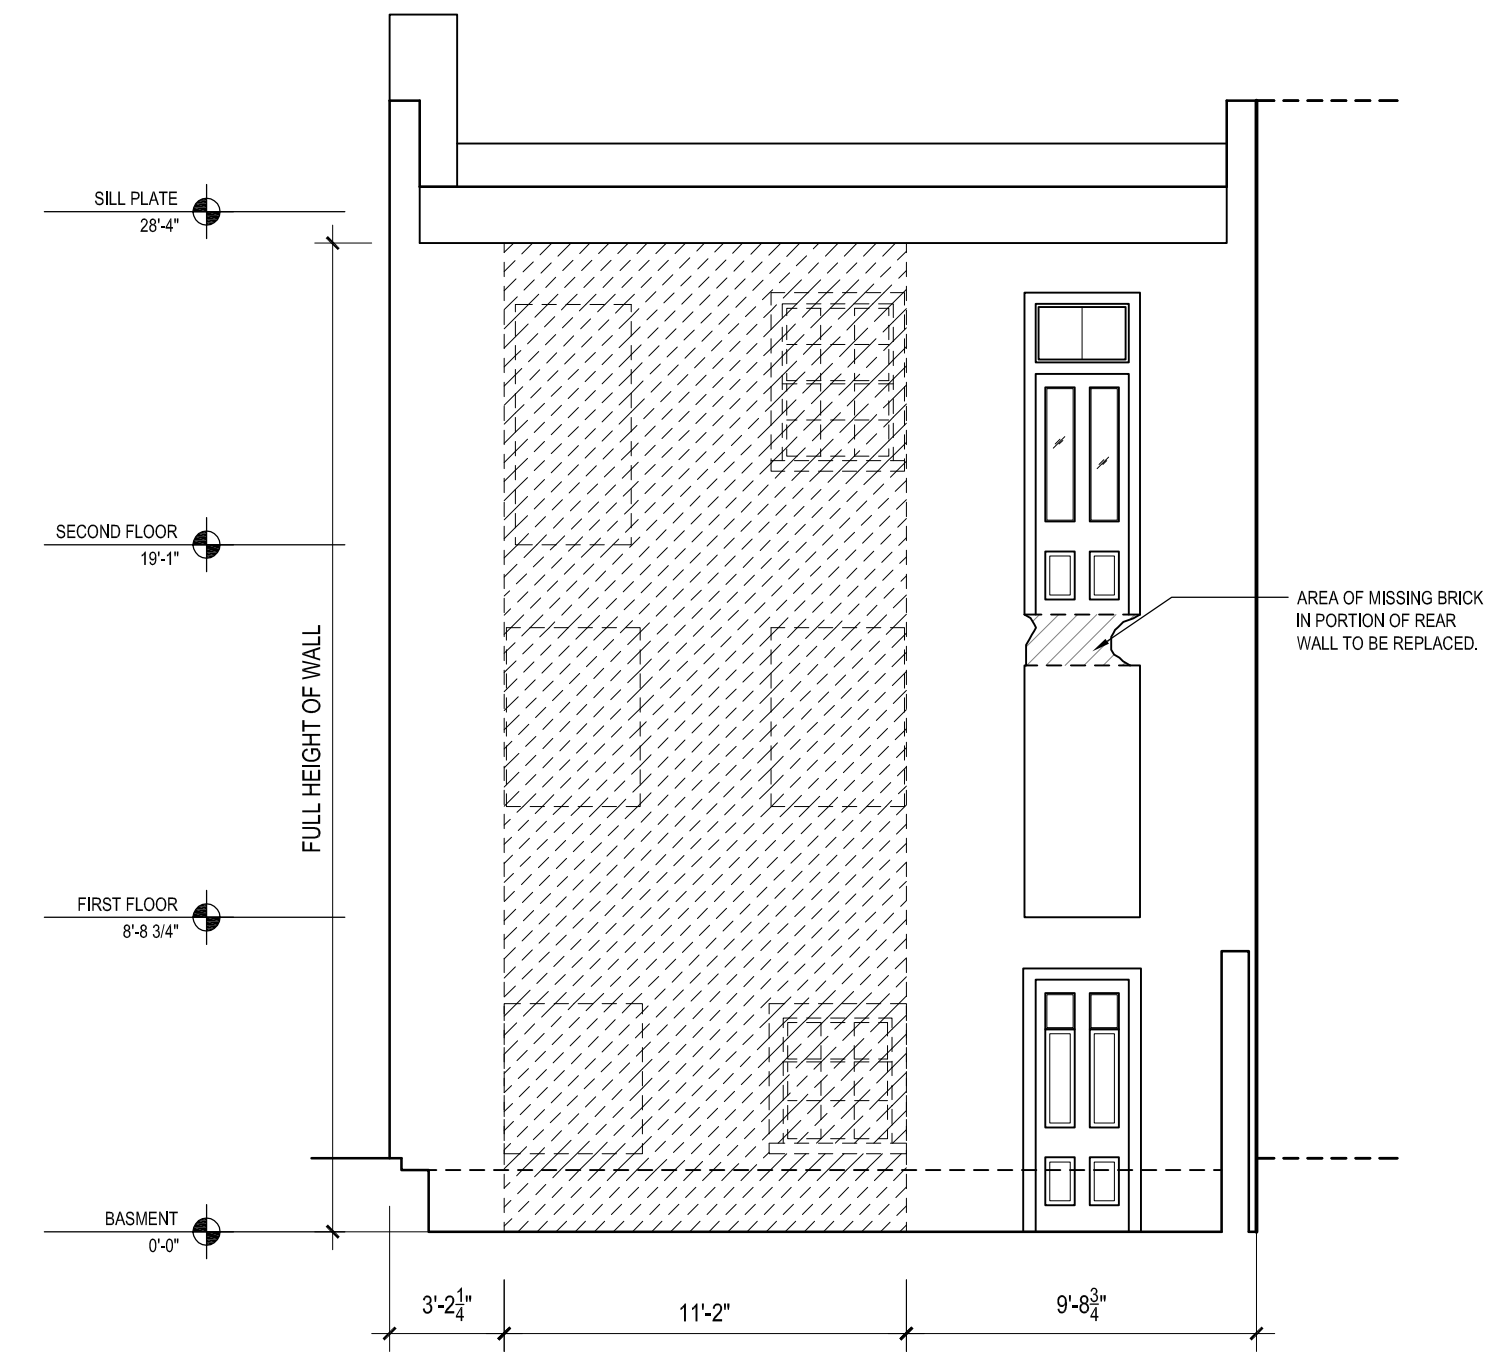 SILL PLATE
28'-4"
SECOND FLOOR
19'-1"
AREA OF MISSING BRICK
IN PORTION OF REAR
WALL TO BE REPLACED.
FULL HEIGHT OF WALL
FIRST FLOOR
8'-8 3/4"
BASMENT
0'-0"
3'-2 1/4"
11'-2"
9'-8 3/4"